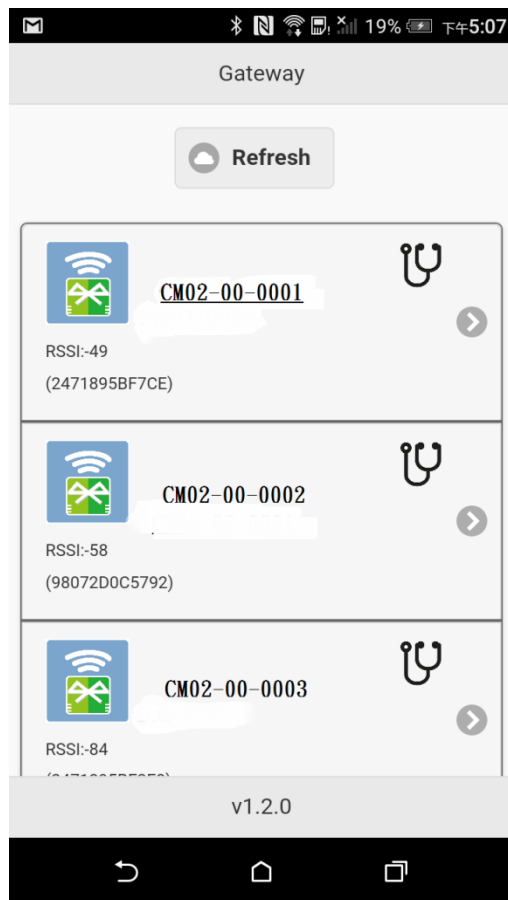 19% 下午5:07
Gateway
Refresh
CM02-00-0001
RSSI:-49
(2471895BF7CE)
CM02-00-0002
RSSI:-58
(98072D0C5792)
CM02-00-0003
RSSI:-84
v1.2.0